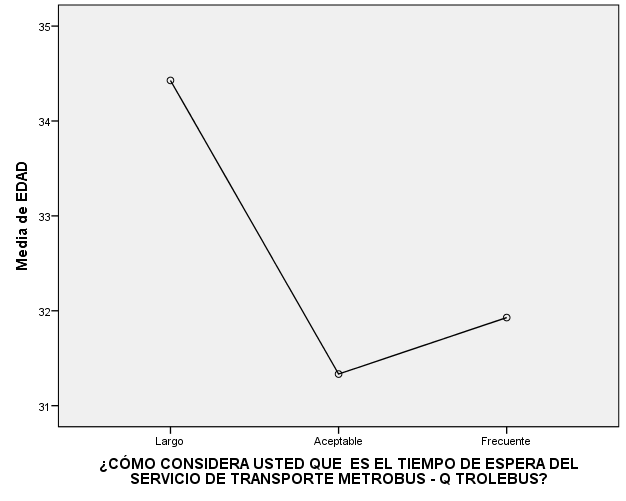 35
34
33
32
31
Media de EDAD
Largo
Aceptable
Frecuente
¿CÓMO CONSIDERA USTED QUE  ES EL TIEMPO DE ESPERA DEL
SERVICIO DE TRANSPORTE METROBUS - Q TROLEBUS?